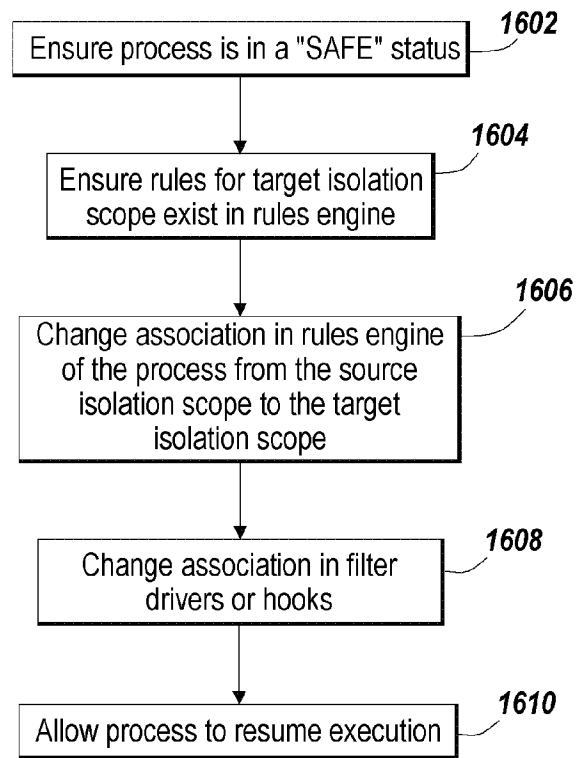 1602
Ensure process is in a "SAFE" status
1604
Ensure rules for target isolation
scope exist in rules engine
1606
Change association in rules engine
of the process from the source
isolation scope to the target
isolation scope
1608
Change association in filter
drivers or hooks
1610
Allow process to resume execution